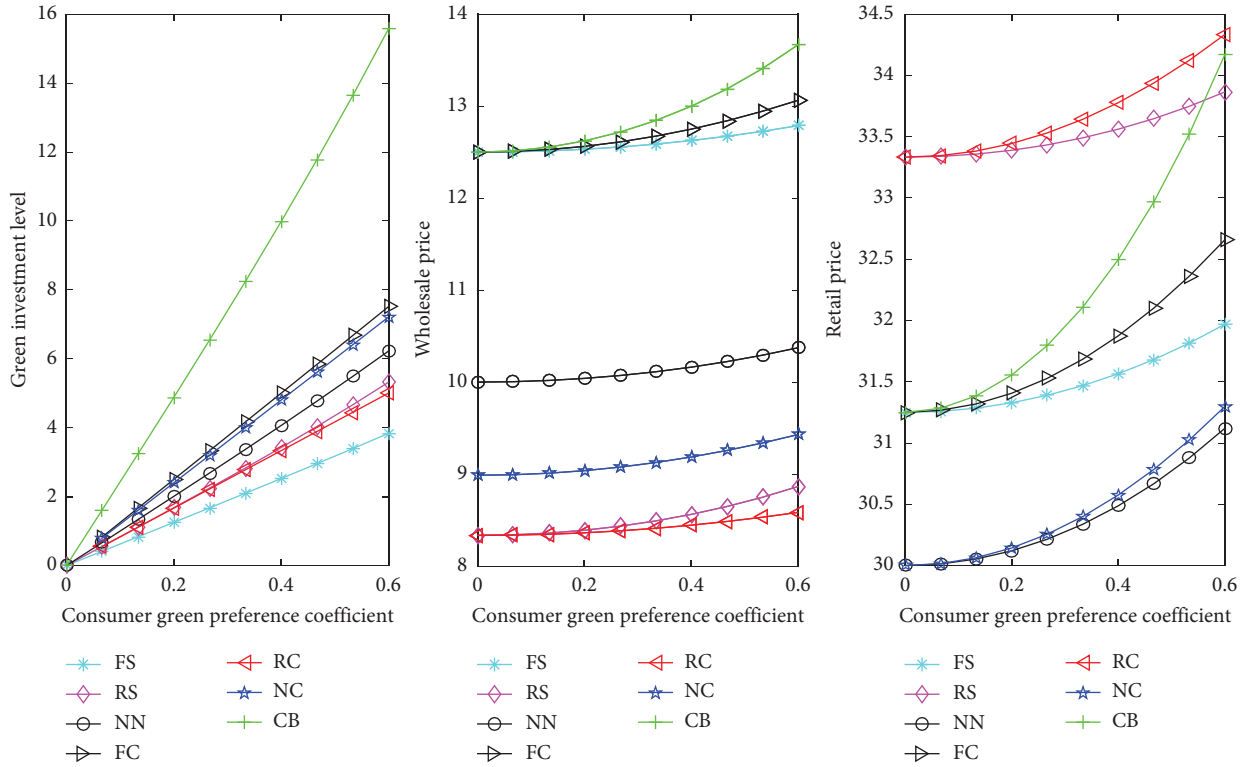 16
14
12
10
8
6
4
2
0
Green investment level
0
0.2
0.4
0.6
Consumer green preference coefficient
FS
RS
NN
FC
RC
NC
CB
14
13
12
11
10
9
8
Wholesale price
0
0.2
0.4
0.6
Consumer green preference coefficient
FS
RS
NN
FC
RC
NC
CB
34.5
34
33.5
33
32.5
32
31.5
31
30.5
30
Retail price
0
0.2
0.4
0.6
Consumer green preference coefficient
FS
RS
NN
FC
RC
NC
CB